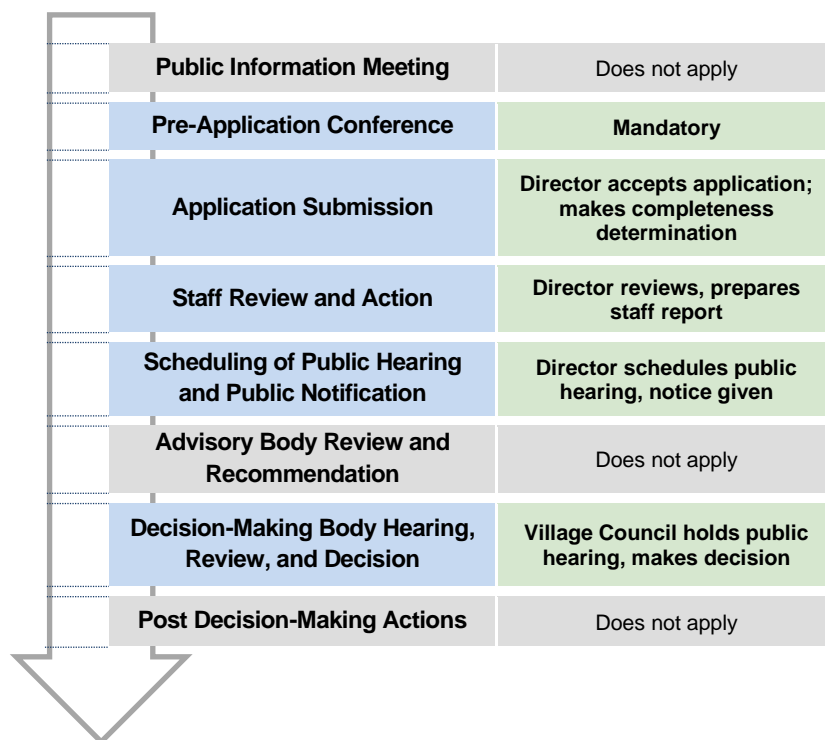 Public Information Meeting
Does not apply
Pre-Application Conference
Mandatory
Application Submission
Director accepts application;
makes completeness
determination
Staff Review and Action
Director reviews, prepares
staff report
Scheduling of Public Hearing
and Public Notification
Director schedules public
hearing, notice given
Advisory Body Review and
Recommendation
Does not apply
Decision-Making Body Hearing,
Review, and Decision
Village Council holds public
hearing, makes decision
Post Decision-Making Actions
Does not apply